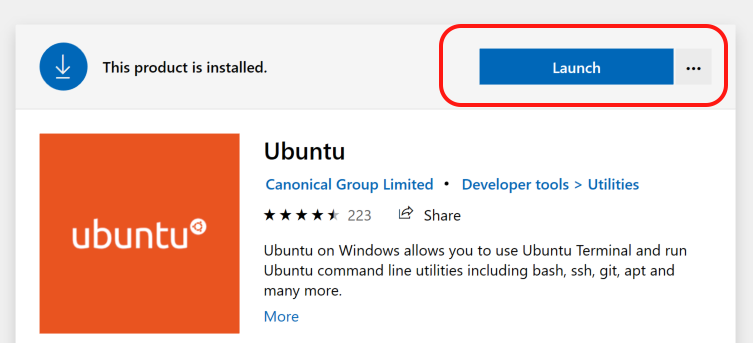 This product is installed.
Launch
...
Ubuntu
Canonical Group Limited • Developer tools > Utilities
223 Share
ubuntu
Ubuntu on Windows allows you to use Ubuntu Terminal and run
Ubuntu command line utilities including bash, ssh, git, apt and
many more.
More